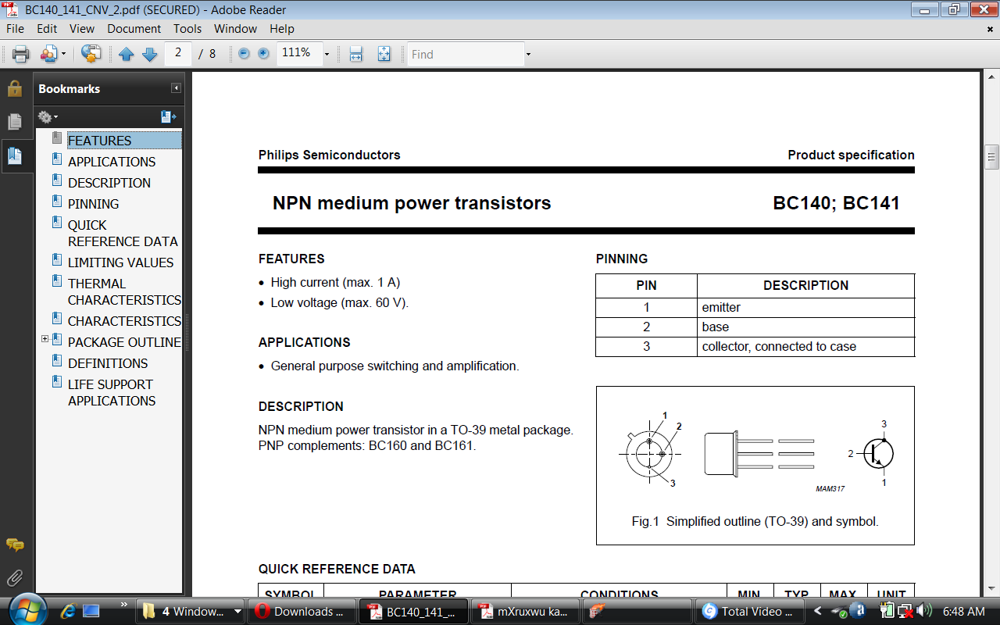 BC140_141_CNV_2.pdf (SECURED) - Adobe Reader
File Edit View Document Tools Window Help
2 / 8 111% Find
Bookmarks
FEATURES
APPLICATIONS
DESCRIPTION
PINNING
QUICK
REFERENCE DATA
LIMITING VALUES
THERMAL
CHARACTERISTICS
CHARACTERISTICS
PACKAGE OUTLINE
DEFINITIONS
LIFE SUPPORT
APPLICATIONS
Philips Semiconductors Product specification
NPN medium power transistors BC140; BC141
FEATURES
• High current (max. 1 A)
• Low voltage (max. 60 V).
APPLICATIONS
• General purpose switching and amplification.
DESCRIPTION
NPN medium power transistor in a TO-39 metal package.
PNP complements: BC160 and BC161.
PINNING
PIN DESCRIPTION
1 emitter
2 base
3 collector, connected to case
1
2
3
3
2
1
MAM317
Fig.1 Simplified outline (TO-39) and symbol.
QUICK REFERENCE DATA
SYMBOL PARAMETER CONDITIONS MIN. TYP. MAX. UNIT
4 Window... Downloads ... BC140_141_... mXruxwu ka... Total Video ... 6:48 AM